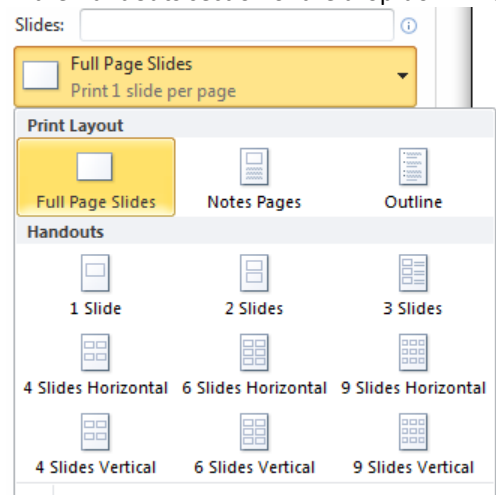 Slides:
Full Page Slides
Print 1 slide per page
Print Layout
Full Page Slides Notes Pages Outline
Handouts
1 Slide 2 Slides 3 Slides
4 Slides Horizontal 6 Slides Horizontal 9 Slides Horizontal
4 Slides Vertical 6 Slides Vertical 9 Slides Vertical